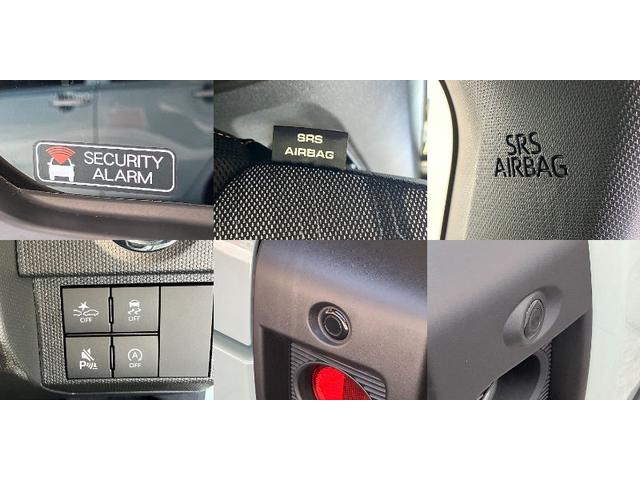 SECURITY
ALARM
SRS
AIRBAG
SRS
AIRBAG
OFF
OFF
P
A
OFF